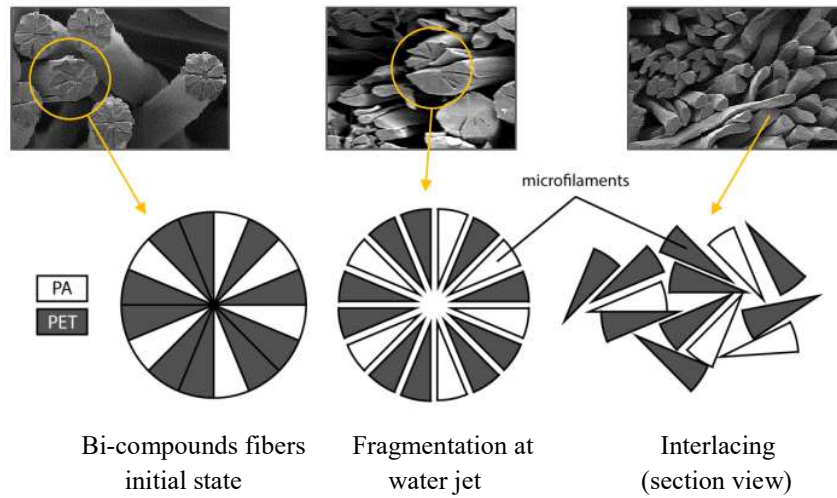 microfilaments
PA
PET
Bi-compounds fibers
initial state
Fragmentation at
water jet
Interlacing
(section view)